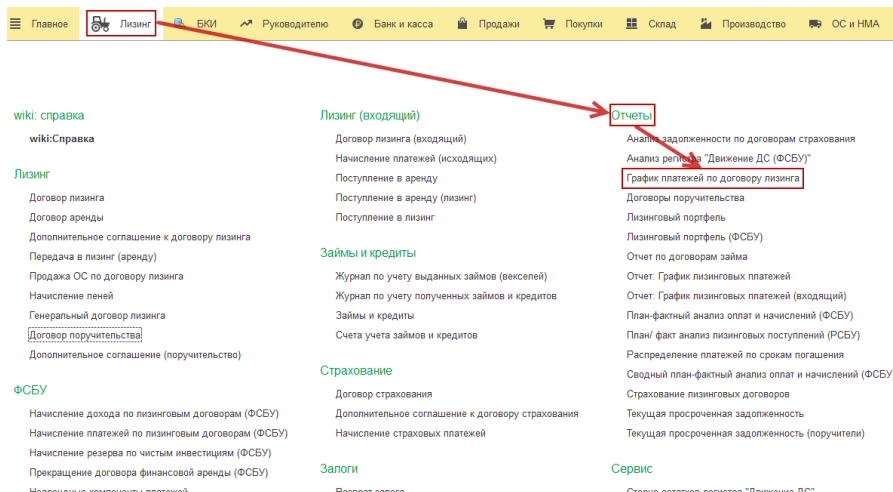 Главное Лизинг БКИ Руководителю Банк и касса Продажи Покупки Склад Производство ОС и НМА
wiki: справка
wiki:Справка
Лизинг
Договор лизинга
Договор аренды
Дополнительное соглашение к договору лизинга
Передача в лизинг (аренду)
Продажа ОС по договору лизинга
Начисление пеней
Генеральный договор лизинга
Договор поручительства
Дополнительное соглашение (поручительство)
ФСБУ
Начисление дохода по лизинговым договорам (ФСБУ)
Начисление платежей по лизинговым договорам (ФСБУ)
Начисление резерва по чистым инвестициям (ФСБУ)
Прекращение договора финансовой аренды (ФСБУ)
Лизинг (входящий)
Договор лизинга (входящий)
Начисление платежей (исходящих)
Поступление в аренду
Поступление в аренду (лизинг)
Поступление в лизинг
Займы и кредиты
Журнал по учету выданных займов (векселей)
Журнал по учету полученных займов и кредитов
Займы и кредиты
Счета учета займов и кредитов
Страхование
Договор страхования
Дополнительное соглашение к договору страхования
Начисление страховых платежей
Залоги
Возврат залога
Отчеты
Анализ задолженности по договорам страхования
Анализ регистра "Движение ДС (ФСБУ)"
График платежей по договору лизинга
Договоры поручительства
Лизинговый портфель
Лизинговый портфель (ФСБУ)
Отчет по договорам займа
Отчет: График лизинговых платежей
Отчет: График лизинговых платежей (входящий)
План-фактный анализ оплат и начислений (ФСБУ)
План/ факт анализ лизинговых поступлений (РСБУ)
Распределение платежей по срокам погашения
Сводный план-фактный анализ оплат и начислений (ФСБУ
Страхование лизинговых договоров
Текущая просроченная задолженность
Текущая просроченная задолженность (поручители)
Сервис